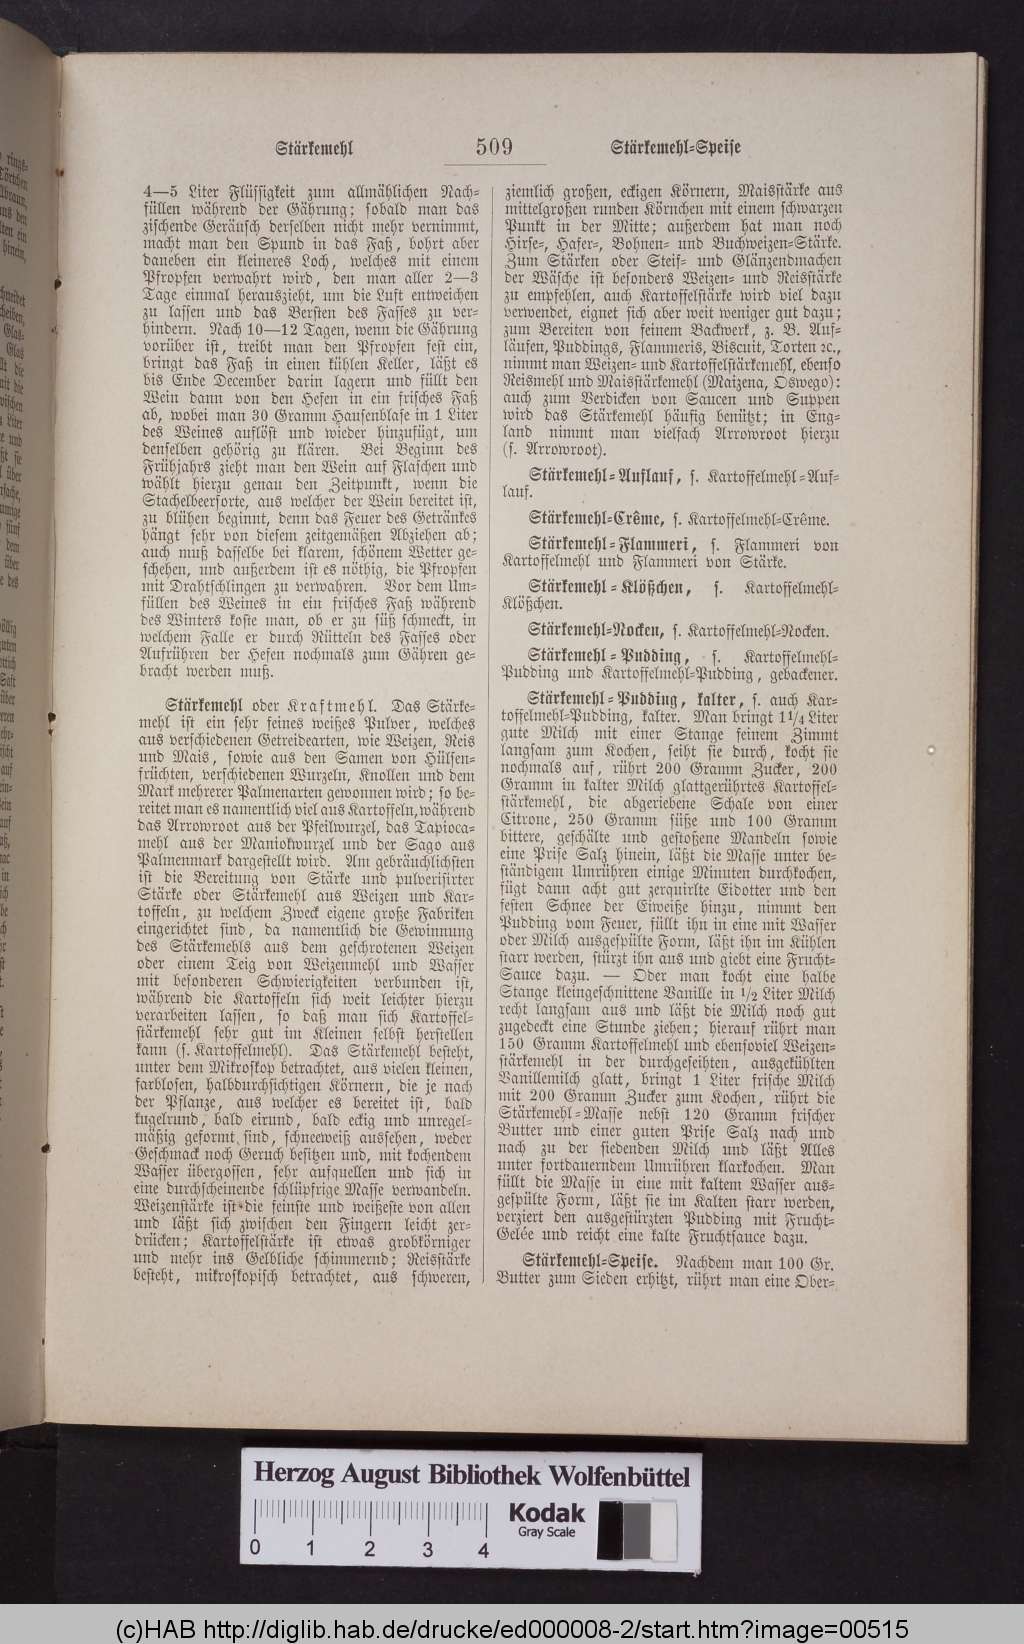 Stärkemehl 509 Stärkemehl-Speise
4—5 Liter Flüssigkeit zum allmählichen Nach-
füllen während der Gährung; sobald man das
zischende Geräusch derselben nicht mehr vernimmt,
macht man den Spund in das Faß, bohrt aber
daneben ein kleineres Loch, welches mit einem
Pfropfen verwahrt wird, den man aller 2—3
Tage einmal herauszieht, um die Luft entweichen
zu lassen und das Bersten des Fasses zu ver-
hindern. Nach 10—12 Tagen, wenn die Gährung
vorüber ist, treibt man den Pfropfen fest ein,
bringt das Faß in einen kühlen Keller, läßt es
bis Ende December darin lagern und füllt den
Wein dann von den Hefen in ein frisches Faß
ab, wobei man 30 Gramm Hausenblase in 1 Liter
des Weines auflöst und wieder hinzufügt, um
denselben gehörig zu klären. Bei Beginn des
Frühjahrs zieht man den Wein auf Flaschen und
wählt hierzu genau den Zeitpunkt, wenn die
Stachelbeersorte, aus welcher der Wein bereitet ist,
zu blühen beginnt, denn das Feuer des Getränkes
hängt sehr von diesem zeitgemäßen Abziehen ab;
auch muß dasselbe bei klarem, schönem Wetter ge-
schehen, und außerdem ist es nöthig, die Pfropfen
mit Drahtschlingen zu verwahren. Vor dem Um-
füllen des Weines in ein frisches Faß während
des Winters koste man, ob er zu süß schmeckt, in
welchem Falle er durch Rütteln des Fasses oder
Aufrühren der Hefen nochmals zum Gähren ge-
bracht werden muß.
Stärkemehl oder Kraftmehl. Das Stärke-
mehl ist ein sehr feines weißes Pulver, welches
aus verschiedenen Getreidearten, wie Weizen, Reis
und Mais, sowie aus den Samen von Hülsen-
früchten, verschiedenen Wurzeln, Knollen und dem
Mark mehrerer Palmenarten gewonnen wird; so be-
reitet man es namentlich viel aus Kartoffeln, während
das Arrowroot aus der Pfeilwurzel, das Tapioca-
mehl aus der Maniokwurzel und der Sago aus
Palmenmark dargestellt wird. Am gebräuchlichsten
ist die Bereitung von Stärke und pulverisirter
Stärke oder Stärkemehl aus Weizen und Kar-
toffeln, zu welchem Zweck eigene große Fabriken
eingerichtet sind, da namentlich die Gewinnung
des Stärkemehls aus dem geschrotenen Weizen
oder einem Teig von Weizenmehl und Wasser
mit besonderen Schwierigkeiten verbunden ist,
während die Kartoffeln sich weit leichter hierzu
verarbeiten lassen, so daß man sich Kartoffel-
stärkemehl sehr gut im Kleinen selbst herstellen
kann (s. Kartoffelmehl). Das Stärkemehl besteht,
unter dem Mikroskop betrachtet, aus vielen kleinen,
farblosen, halbdurchsichtigen Körnern, die je nach
der Pflanze, aus welcher es bereitet ist, bald
kugelrund, bald eirund, bald eckig und unregel-
mäßig geformt sind, schneeweiß aussehen, weder
Geschmack noch Geruch besitzen und, mit kochendem
Wasser übergossen, sehr aufquellen und sich in
eine durchscheinende schlüpfrige Masse verwandeln.
Weizenstärke ist die feinste und weißeste von allen
und läßt sich zwischen den Fingern leicht zer-
drücken; Kartoffelstärke ist etwas grobkörniger
und mehr ins Gelbliche schimmernd; Reisstärke
besteht, mikroskopisch betrachtet, aus schweren,
ziemlich großen, eckigen Körnern, Maisstärke aus
mittelgroßen runden Körnchen mit einem schwarzen
Punkt in der Mitte; außerdem hat man noch
Hirse-, Hafer-, Bohnen- und Buchweizen-Stärke.
Zum Stärken oder Steif- und Glänzendmachen
der Wäsche ist besonders Weizen- und Reisstärke
zu empfehlen, auch Kartoffelstärke wird viel dazu
verwendet, eignet sich aber weit weniger gut dazu;
zum Bereiten von feinem Backwerk, z. B. Auf-
läufen, Puddings, Flammeris, Biscuit, Torten ꝛc.,
nimmt man Weizen- und Kartoffelstärkemehl, ebenso
Reismehl und Maisstärkemehl (Maizena, Oswego):
auch zum Verdicken von Saucen und Suppen
wird das Stärkemehl häufig benützt; in Eng-
land nimmt man vielfach Arrowroot hierzu
(s. Arrowroot).
Stärkemehl-Auflauf, s. Kartoffelmehl-Auf-
lauf.
Stärkemehl-Crême, s. Kartoffelmehl-Crême.
Stärkemehl-Flammeri, s. Flammeri von
Kartoffelmehl und Flammeri von Stärke.
Stärkemehl-Klößchen, s. Kartoffelmehl-
Klößchen.
Stärkemehl-Nocken, s. Kartoffelmehl-Nocken.
Stärkemehl-Pudding, s. Kartoffelmehl-
Pudding und Kartoffelmehl-Pudding, gebackener.
Stärkemehl-Pudding, kalter, s. auch Kar-
toffelmehl-Pudding, kalter. Man bringt 1¼ Liter
gute Milch mit einer Stange feinem Zimmt
langsam zum Kochen, seiht sie durch, kocht sie
nochmals auf, rührt 200 Gramm Zucker, 200
Gramm in kalter Milch glattgerührtes Kartoffel-
stärkemehl, die abgeriebene Schale von einer
Citrone, 250 Gramm süße und 100 Gramm
bittere, geschälte und gestoßene Mandeln sowie
eine Prise Salz hinein, läßt die Masse unter be-
ständigem Umrühren einige Minuten durchkochen,
fügt dann acht gut zerquirlte Eidotter und den
festen Schnee der Eiweiße hinzu, nimmt den
Pudding vom Feuer, füllt ihn in eine mit Wasser
oder Milch ausgespülte Form, läßt ihn im Kühlen
starr werden, stürzt ihn aus und giebt eine Frucht-
Sauce dazu. — Oder man kocht eine halbe
Stange kleingeschnittene Vanille in ½ Liter Milch
recht langsam aus und läßt die Milch noch gut
zugedeckt eine Stunde ziehen; hierauf rührt man
150 Gramm Kartoffelmehl und ebensoviel Weizen-
stärkemehl in der durchgeseihten, ausgekühlten
Vanillemilch glatt, bringt 1 Liter frische Milch
mit 200 Gramm Zucker zum Kochen, rührt die
Stärkemehl-Masse nebst 120 Gramm frischer
Butter und einer guten Prise Salz nach und
nach zu der siedenden Milch und läßt Alles
unter fortdauerndem Umrühren klarkochen. Man
füllt die Masse in eine mit kaltem Wasser aus-
gespülte Form, läßt sie im Kalten starr werden,
verziert den ausgestürzten Pudding mit Frucht-
Gelée und reicht eine kalte Fruchtsauce dazu.
Stärkemehl-Speise. Nachdem man 100 Gr.
Butter zum Sieden erhitzt, rührt man eine Ober-
Herzog August Bibliothek Wolfenbüttel
0 1 2 3 4
Kodak
Gray Scale
(c)HAB http://diglib.hab.de/drucke/ed000008-2/start.htm?image=00515